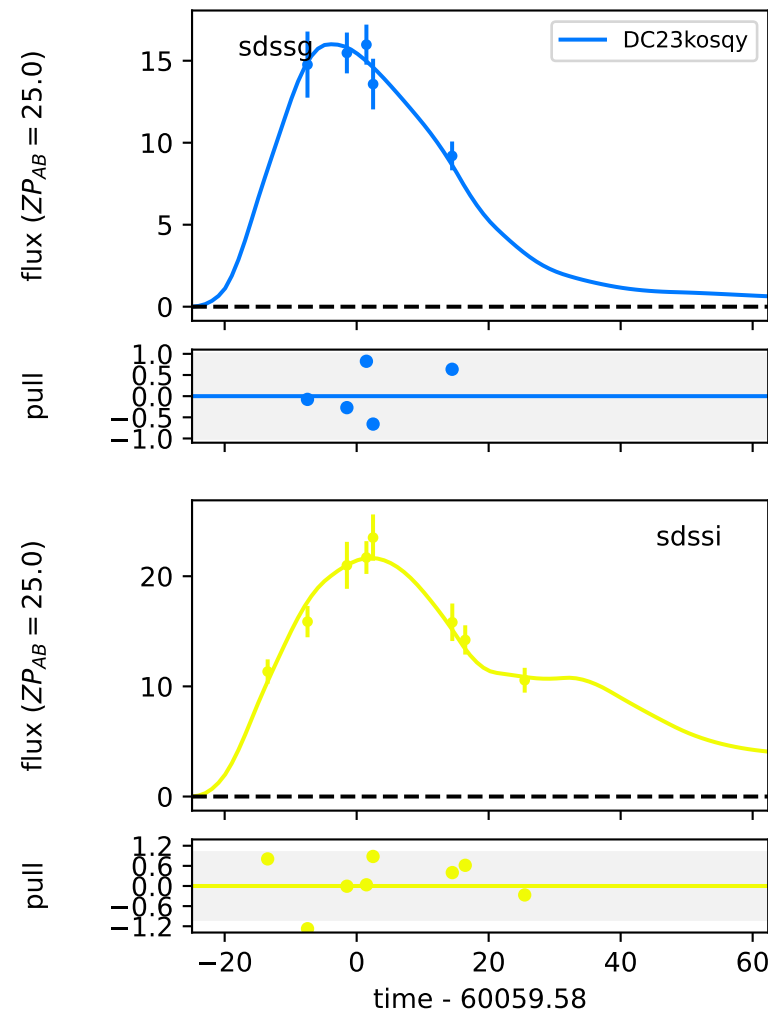 sdssg
DC23kosqy
flux (ZP_AB = 25.0)
15
10
5
0
pull
1.0
0.5
0.0
−0.5
−1.0
sdssi
flux (ZP_AB = 25.0)
20
10
0
pull
1.2
0.6
0.0
−0.6
−1.2
−20 0 20 40 60
time - 60059.58